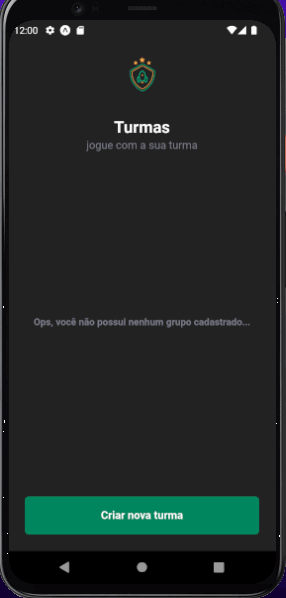 12:00
Turmas
jogue com a sua turma
Ops, você não possui nenhum grupo cadastrado...
Criar nova turma